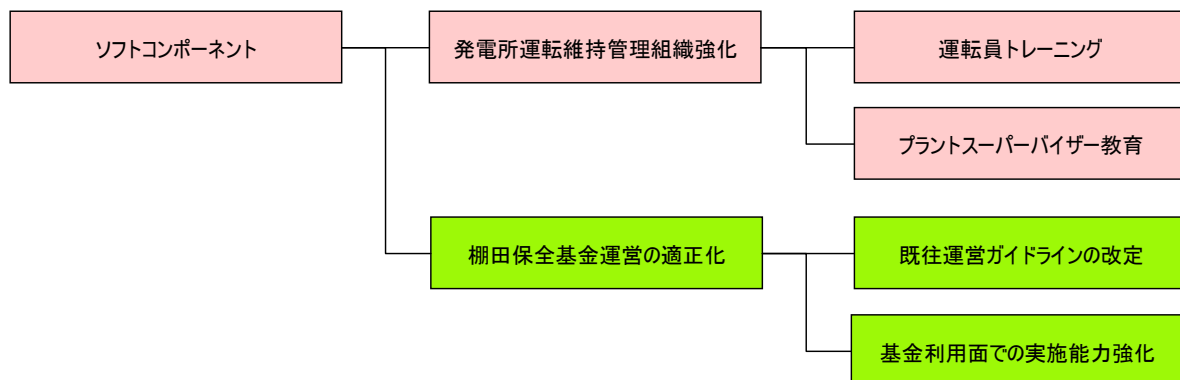 ソフトコンポーネント
発電所運転維持管理組織強化
運転員トレーニング
プラントスーパーバイザー教育
棚田保全基金運営の適正化
既往運営ガイドラインの改定
基金利用面での実施能力強化